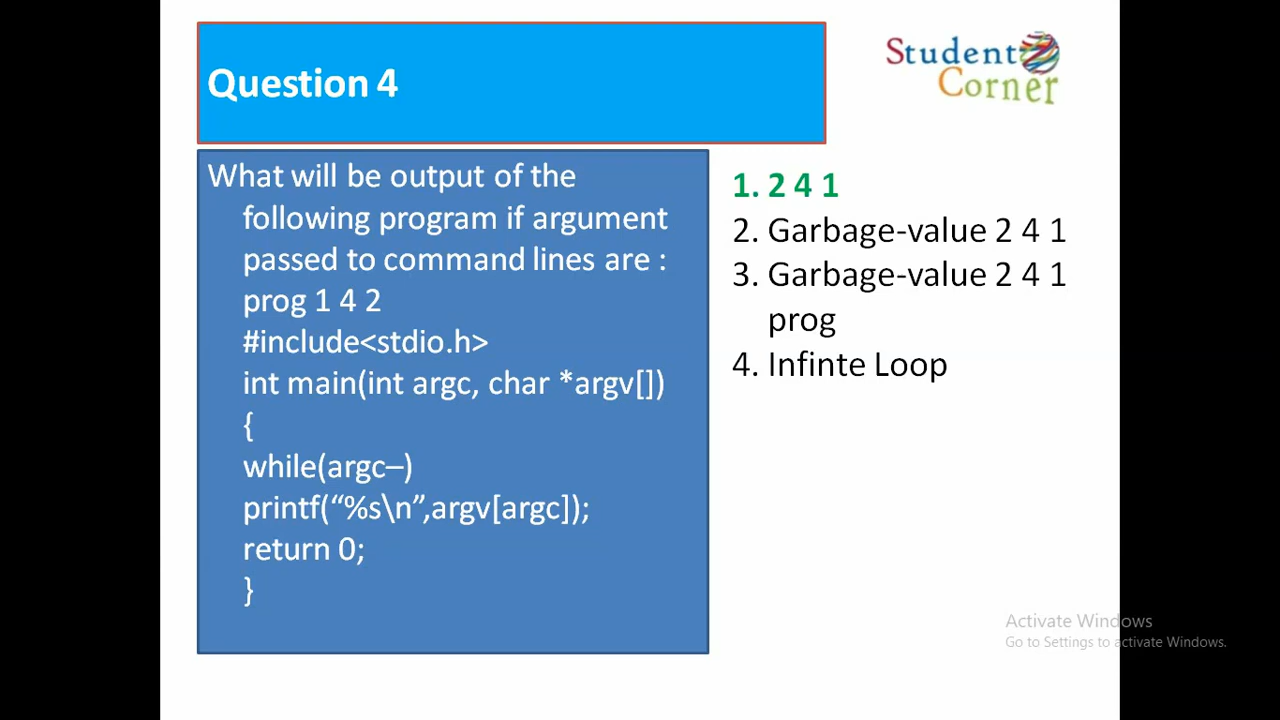 Question 4
Student
Corner
What will be output of the
following program if argument
passed to command lines are :
prog 1 4 2
#include<stdio.h>
int main(int argc, char *argv[])
{
while(argc–)
printf(“%s\n”,argv[argc]);
return 0;
}
1. 2 4 1
2. Garbage-value 2 4 1
3. Garbage-value 2 4 1
prog
4. Infinte Loop
Activate Windows
Go to Settings to activate Windows.